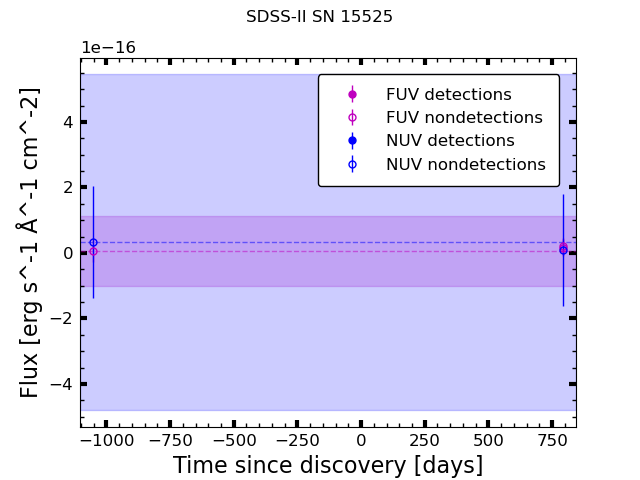 SDSS-II SN 15525
1e−16
FUV detections
FUV nondetections
NUV detections
NUV nondetections
4
2
0
−2
−4
Flux [erg s^-1 Å^-1 cm^-2]
−1000 −750 −500 −250 0 250 500 750
Time since discovery [days]